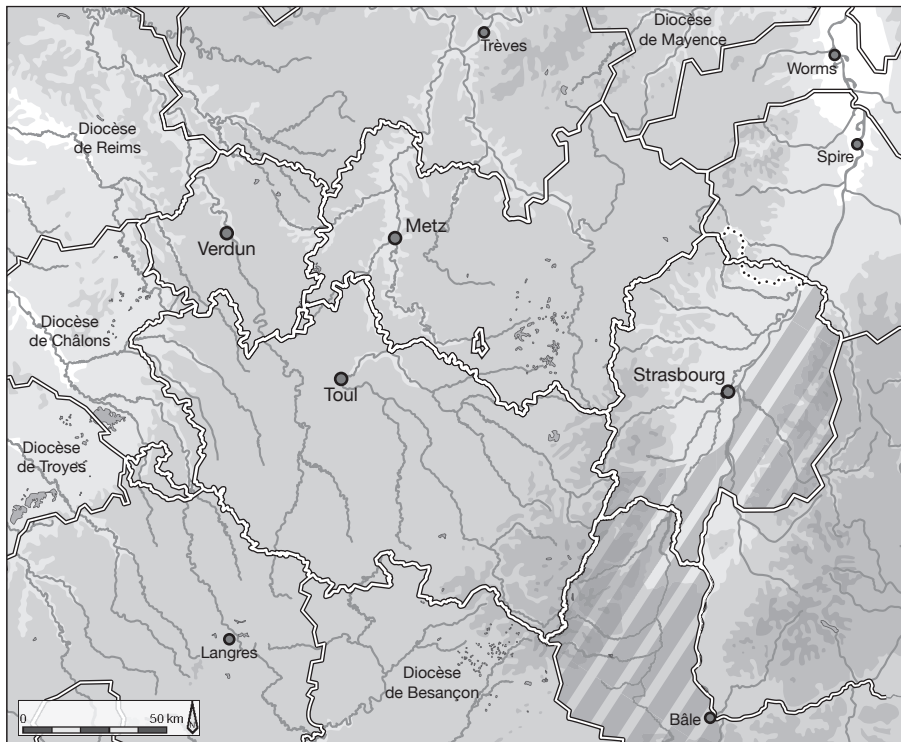 Trèves
Diocèse
de Mayence
Worms
Diocèse
de Reims
Spire
Verdun
Metz
Diocèse
de Châlons
Toul
Strasbourg
Diocèse
de Troyes
Langres
Diocèse
de Besançon
Bâle
0 50 km
N